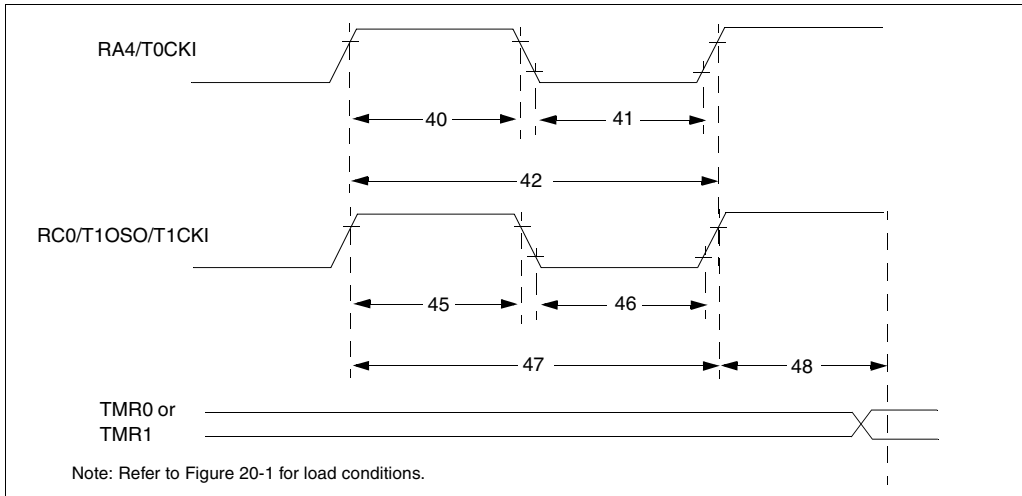 RA4/T0CKI
40
41
42
RC0/T1OSO/T1CKI
45
46
47
48
TMR0 or
TMR1
Note: Refer to Figure 20-1 for load conditions.